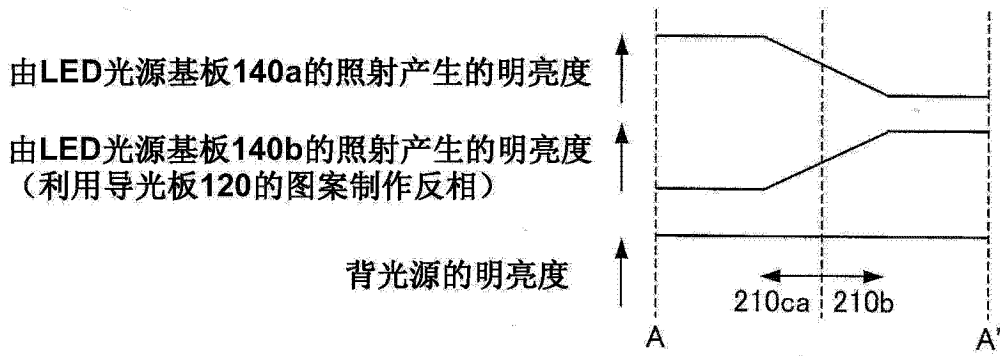 由LED光源基板140a的照射产生的明亮度
由LED光源基板140b的照射产生的明亮度
（利用导光板120的图案制作反相）
背光源的明亮度
210ca 210b
A A'